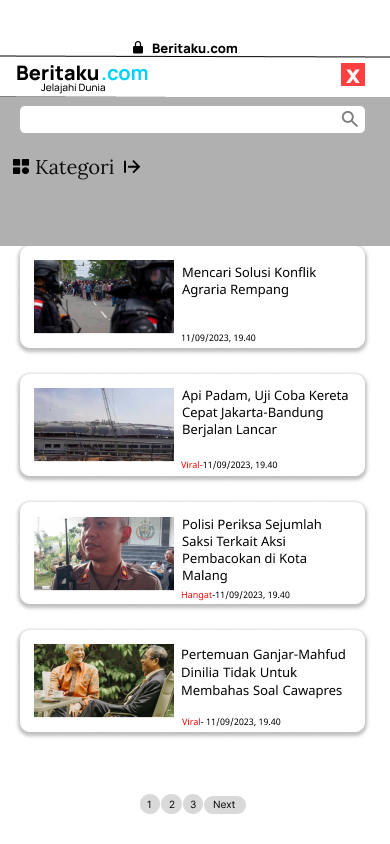 Beritaku.com
Beritaku.com
X
Jelajahi Dunia
Kategori
Mencari Solusi Konflik
Agraria Rempang
11/09/2023, 19.40
Api Padam, Uji Coba Kereta
Cepat Jakarta-Bandung
Berjalan Lancar
Viral-11/09/2023, 19.40
Polisi Periksa Sejumlah
Saksi Terkait Aksi
Pembacokan di Kota
Malang
Hangat-11/09/2023, 19.40
Pertemuan Ganjar-Mahfud
Dinilia Tidak Untuk
Membahas Soal Cawapres
Viral- 11/09/2023, 19.40
1 2 3 Next